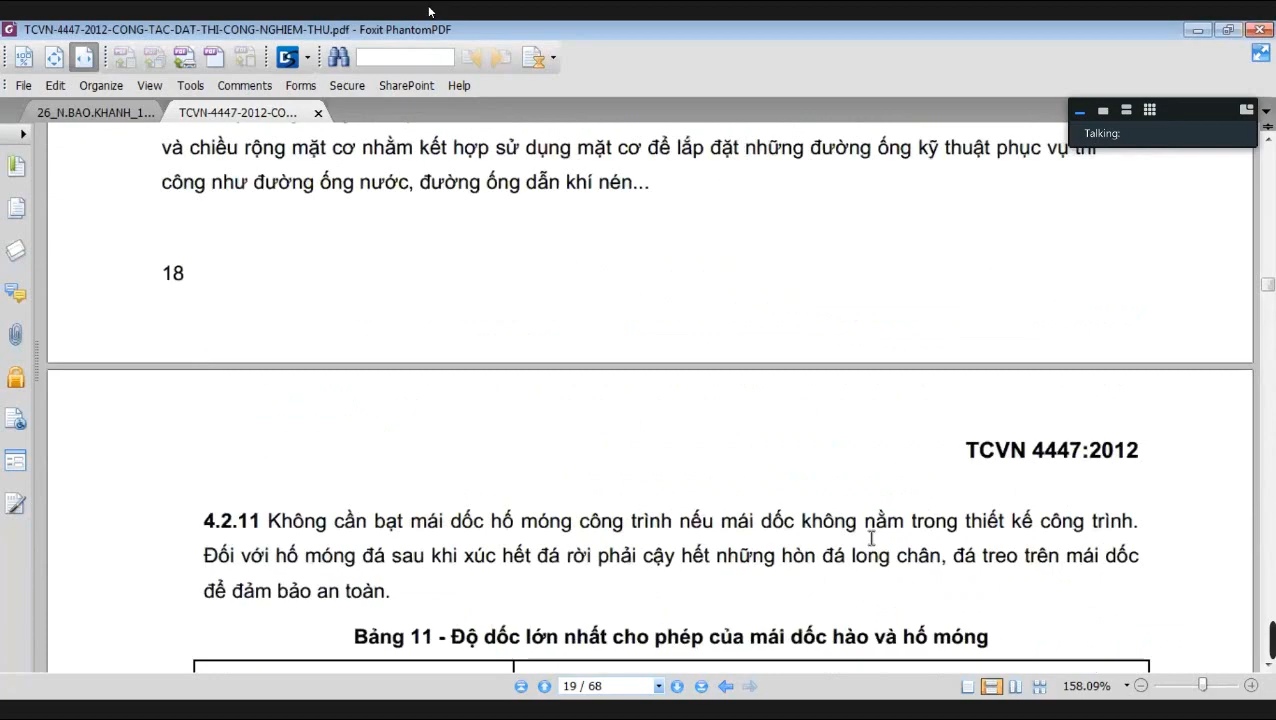 TCVN-4447-2012-CONG-TAC-DAT-THI-CONG-NGHIEM-THU.pdf - Foxit PhantomPDF
File Edit Organize View Tools Comments Forms Secure SharePoint Help
26_N.BAO.KHANH_1... TCVN-4447-2012-CO...
Talking:
và chiều rộng mặt cơ nhằm kết hợp sử dụng mặt cơ để lắp đặt những đường ống kỹ thuật phục vụ thi
công như đường ống nước, đường ống dẫn khí nén...
18
TCVN 4447:2012
4.2.11 Không cần bạt mái dốc hố móng công trình nếu mái dốc không nằm trong thiết kế công trình.
Đối với hố móng đá sau khi xúc hết đá rời phải cậy hết những hòn đá long chân, đá treo trên mái dốc
để đảm bảo an toàn.
Bảng 11 - Độ dốc lớn nhất cho phép của mái dốc hào và hố móng
19 / 68
158.09%